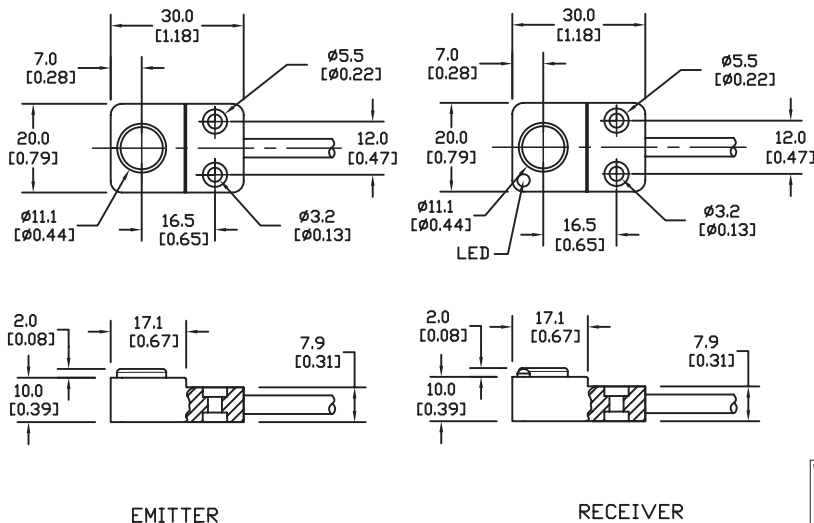 30.0
[1.18]
7.0
[0.28]
ø5.5
[ø0.22]
20.0
[0.79]
12.0
[0.47]
ø11.1
[ø0.44]
16.5
[0.65]
ø3.2
[ø0.13]
30.0
[1.18]
7.0
[0.28]
ø5.5
[ø0.22]
20.0
[0.79]
12.0
[0.47]
ø11.1
[ø0.44]
LED
16.5
[0.65]
ø3.2
[ø0.13]
2.0
[0.08]
17.1
[0.67]
7.9
[0.31]
10.0
[0.39]
2.0
[0.08]
17.1
[0.67]
7.9
[0.31]
10.0
[0.39]
EMITTER
RECEIVER